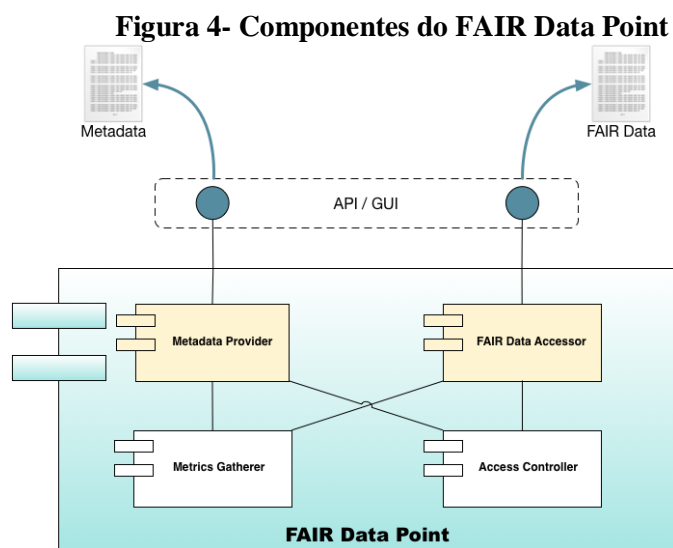 Figura 4- Componentes do FAIR Data Point
Metadata
FAIR Data
API / GUI
Metadata Provider
FAIR Data Accessor
Metrics Gatherer
Access Controller
FAIR Data Point